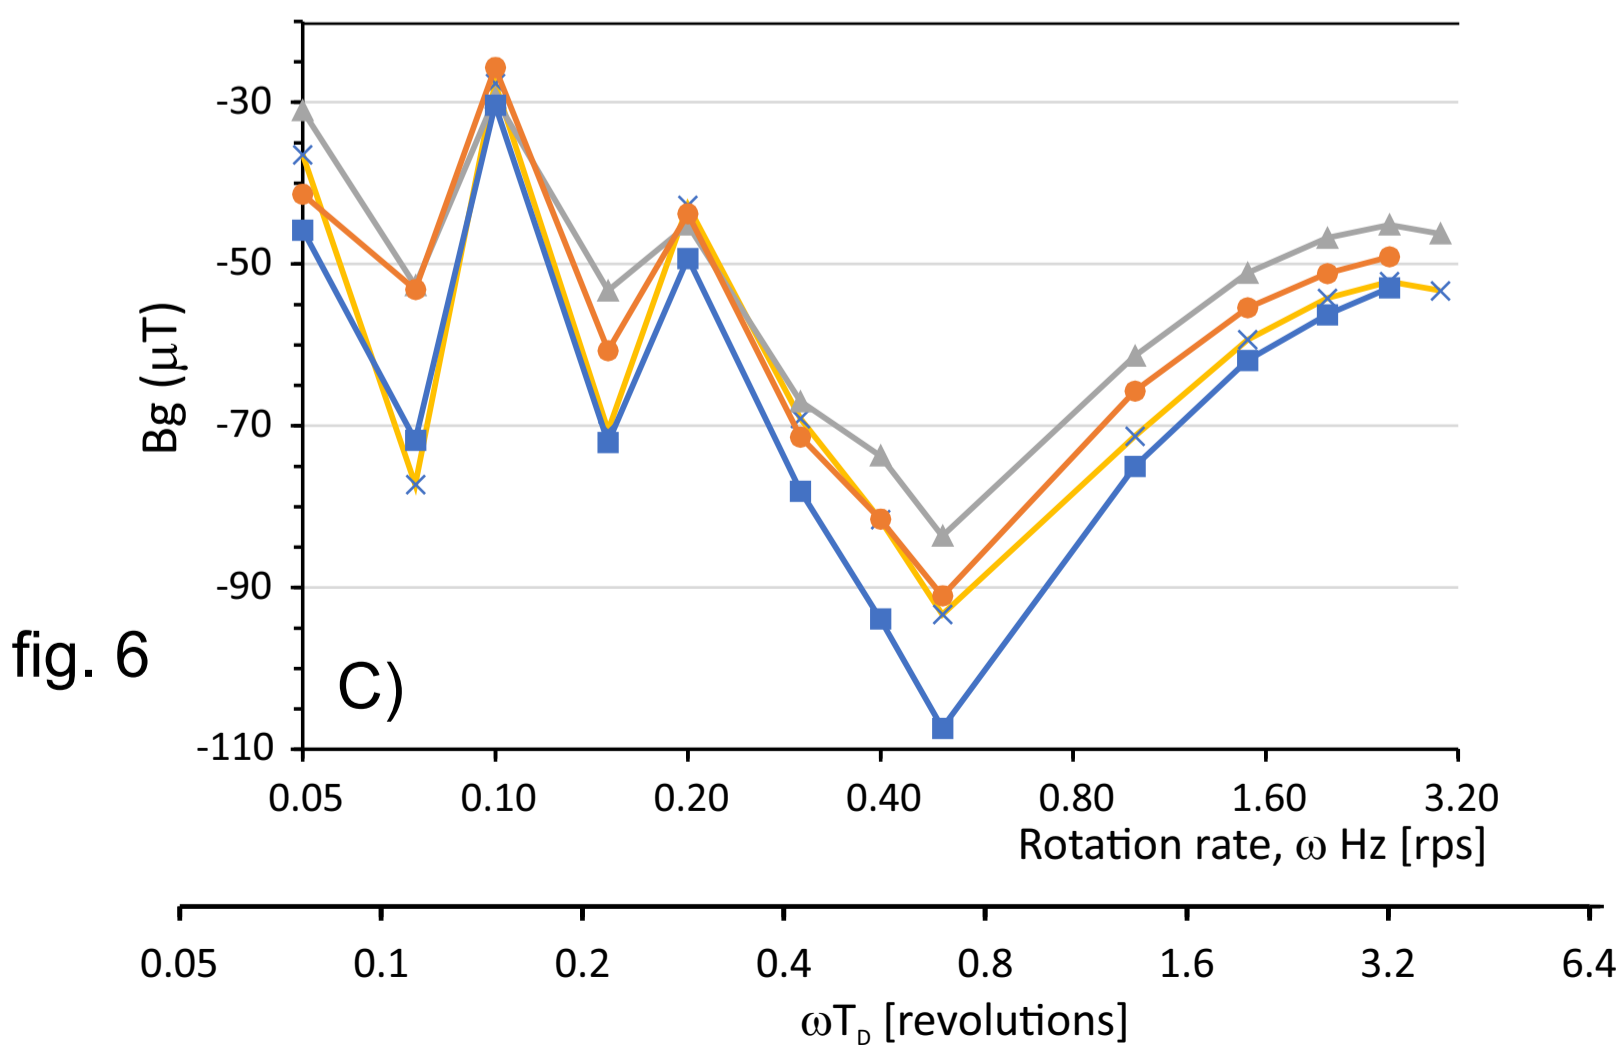 -30
-50
Bg (μT)
-70
-90
fig. 6
C)
-110
0.05 0.10 0.20 0.40 0.80 1.60 3.20
Rotation rate, ω Hz [rps]
0.05 0.1 0.2 0.4 0.8 1.6 3.2 6.4
ωT_D [revolutions]